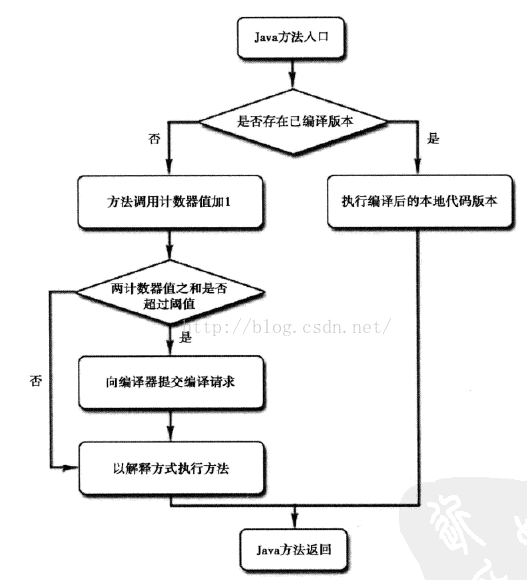 Java方法入口
是否存在已编译版本
否
是
方法调用计数器值加1
执行编译后的本地代码版本
两计数器值之和是否
超过阈值
http://blog.csdn.net/
是
向编译器提交编译请求
否
以解释方式执行方法
Java方法返回